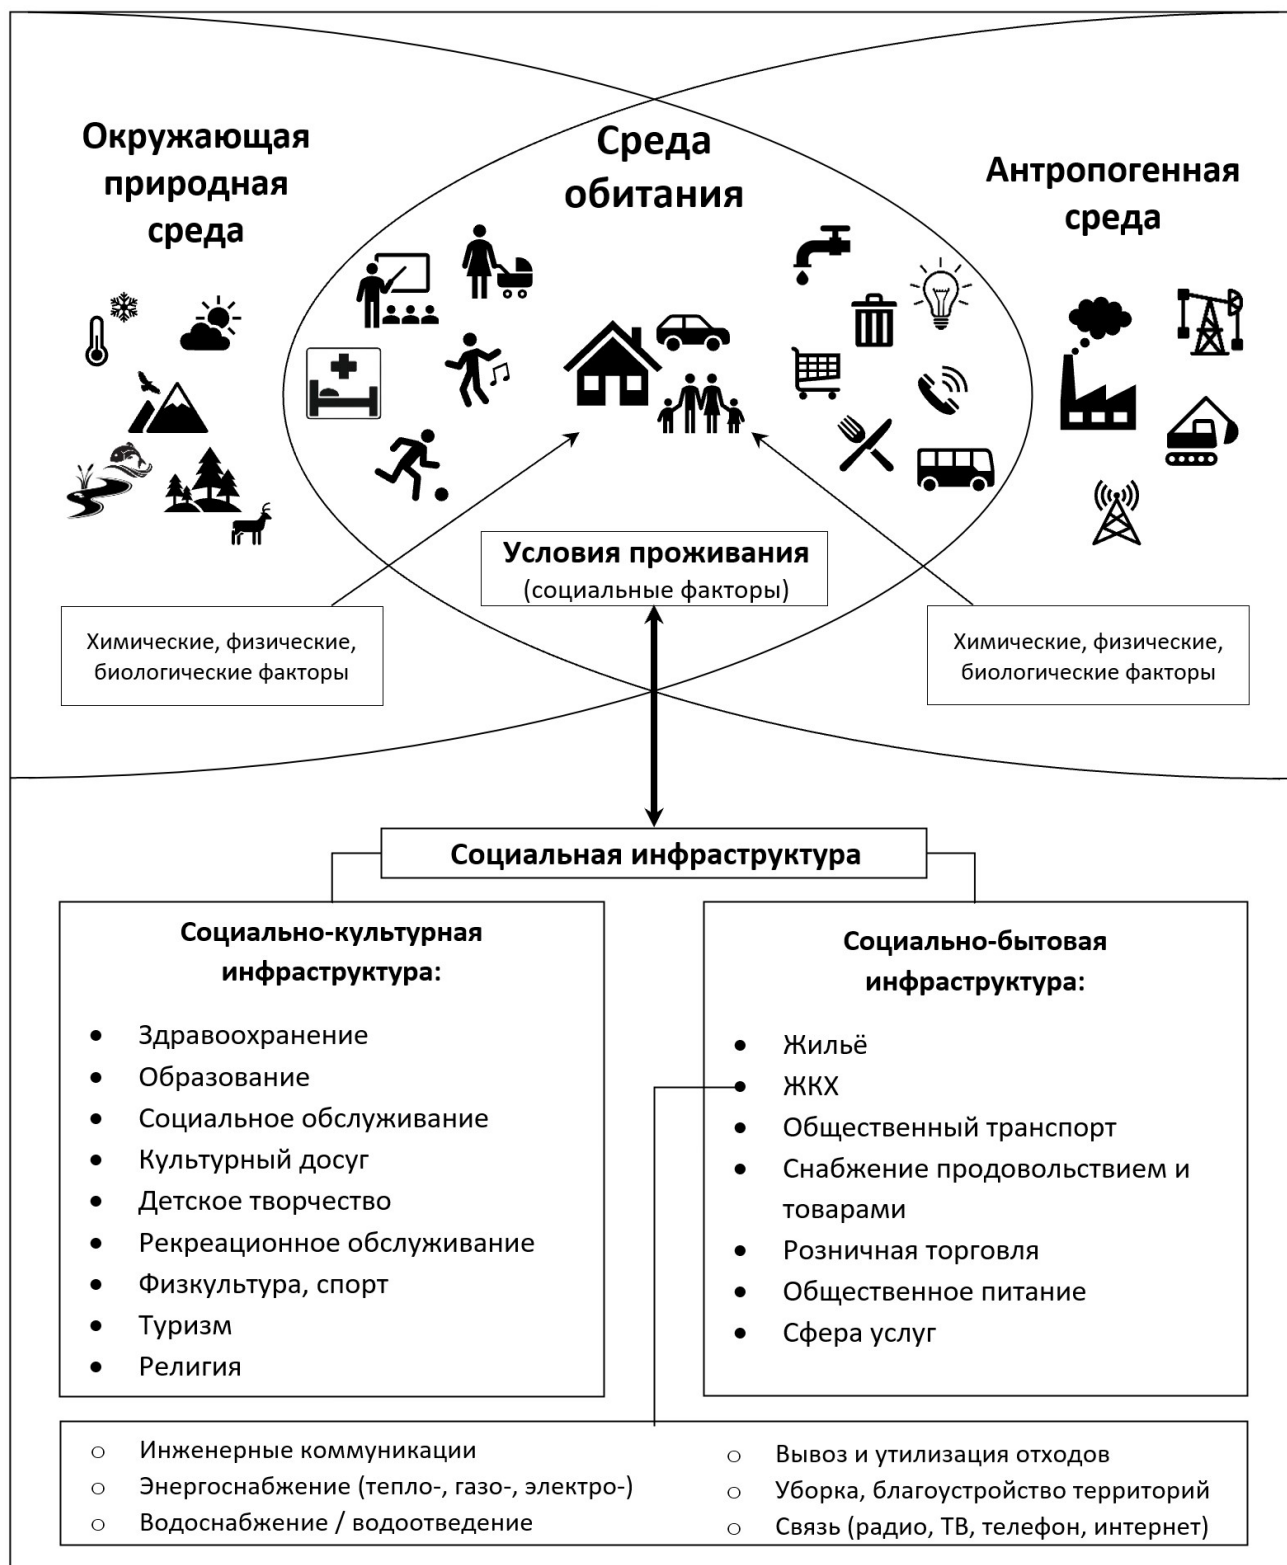 Окружающая
природная
среда
Среда
обитания
Антропогенная
среда
Условия проживания
(социальные факторы)
Химические, физические,
биологические факторы
Химические, физические,
биологические факторы
Социальная инфраструктура
Социально-культурная
инфраструктура:
• Здравоохранение
• Образование
• Социальное обслуживание
• Культурный досуг
• Детское творчество
• Рекреационное обслуживание
• Физкультура, спорт
• Туризм
• Религия
Социально-бытовая
инфраструктура:
• Жильё
• ЖКХ
• Общественный транспорт
• Снабжение продовольствием и
товарами
• Розничная торговля
• Общественное питание
• Сфера услуг
o Инженерные коммуникации
o Энергоснабжение (тепло-, газо-, электро-)
o Водоснабжение / водоотведение
o Вывоз и утилизация отходов
o Уборка, благоустройство территорий
o Связь (радио, ТВ, телефон, интернет)